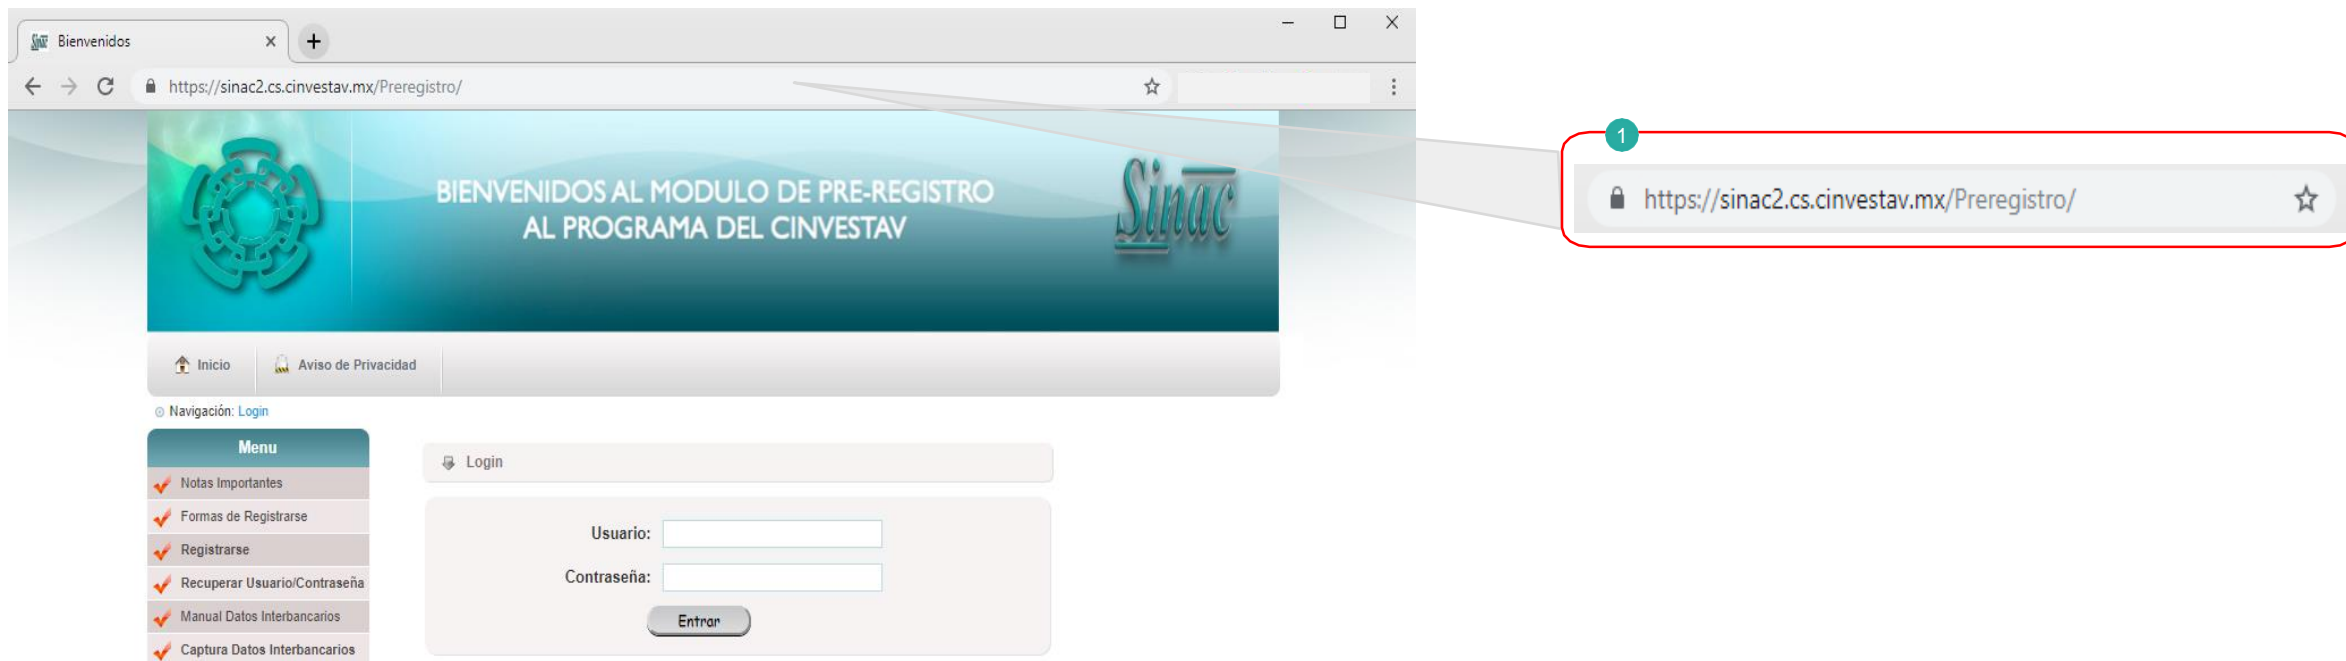 Sinac Bienvenidos
https://sinac2.cs.cinvestav.mx/Preregistro/
1
https://sinac2.cs.cinvestav.mx/Preregistro/
BIENVENIDOS AL MODULO DE PRE-REGISTRO
AL PROGRAMA DEL CINVESTAV
Sinac
Inicio
Aviso de Privacidad
Navegación: Login
Menu
Notas Importantes
Formas de Registrarse
Registrarse
Recuperar Usuario/Contraseña
Manual Datos Interbancarios
Captura Datos Interbancarios
Login
Usuario:
Contraseña:
Entrar